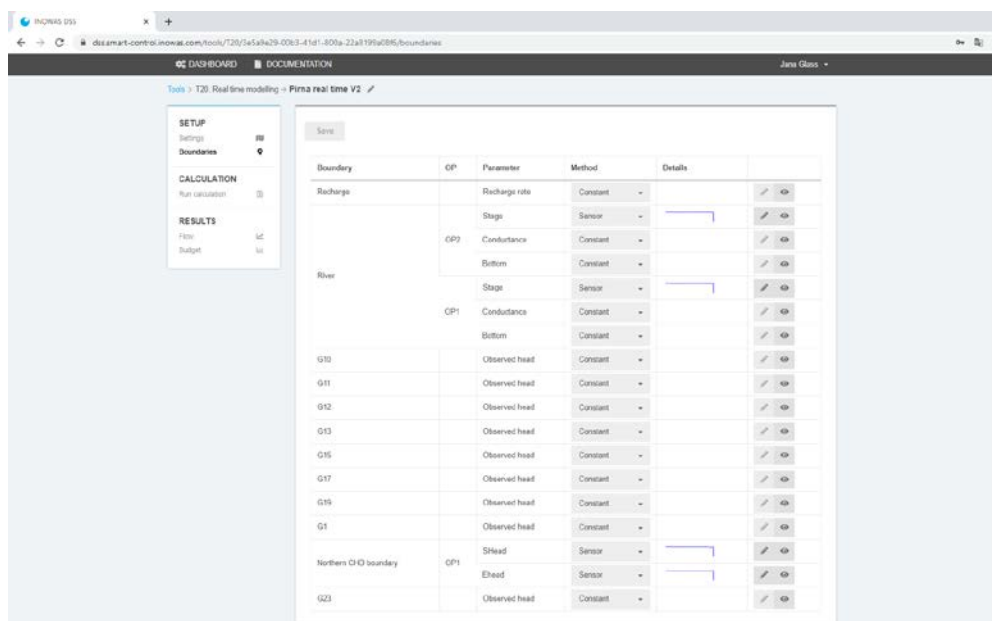 INOWAS DSS
dss.smart-control.inowas.com/tools/T20/3e5a9a29-00b3-41d1-800a-22a8199a08f6/boundaries
DASHBOARD DOCUMENTATION Jana Glass
Tools > T20. Real time modelling → Pirna real time V2
SETUP
Settings
Boundaries
CALCULATION
Run calculation
RESULTS
Flow
Budget
Save
Boundary OP Parameter Method Details
Recharge Recharge rate Constant
Stage Sensor
OP2 Conductance Constant
Bottom Constant
River
Stage Sensor
OP1 Conductance Constant
Bottom Constant
G10 Observed head Constant
G11 Observed head Constant
G12 Observed head Constant
G13 Observed head Constant
G15 Observed head Constant
G17 Observed head Constant
G19 Observed head Constant
G1 Observed head Constant
SHead Sensor
Northern CHD boundary OP1
Ehead Sensor
G23 Observed head Constant